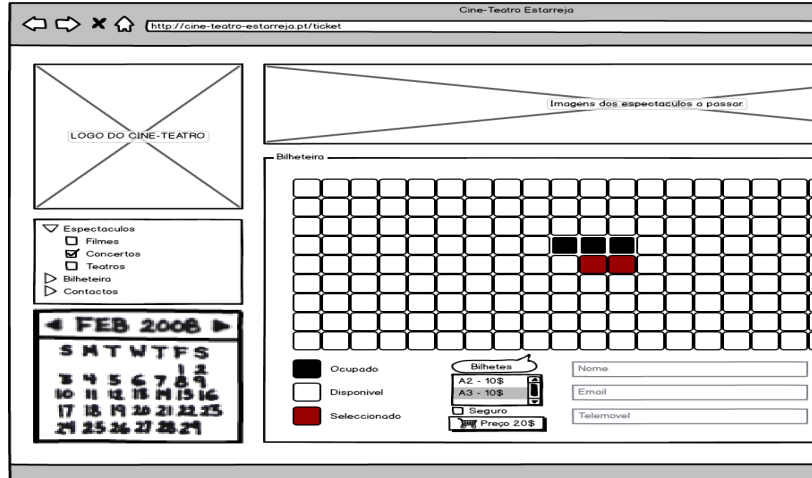 Cine-Teatro Estarreja
http://cine-teatro-estarreja.pt/ticket
LOGO DO CINE-TEATRO
Imagens dos espectaculos a passar.
Espectaculos
Filmes
Concertos
Teatros
Bilheteira
Contactos
FEB 2008
S M T W T F S
1 2
3 4 5 6 7 8 9
10 11 12 13 14 15 16
17 18 19 20 21 22 23
24 25 26 27 28 29
Bilheteira
Ocupado
Disponivel
Seleccionado
Bilhetes
A2 - 10$
A3 - 10$
Seguro
Preço 20$
Nome
Email
Telemovel